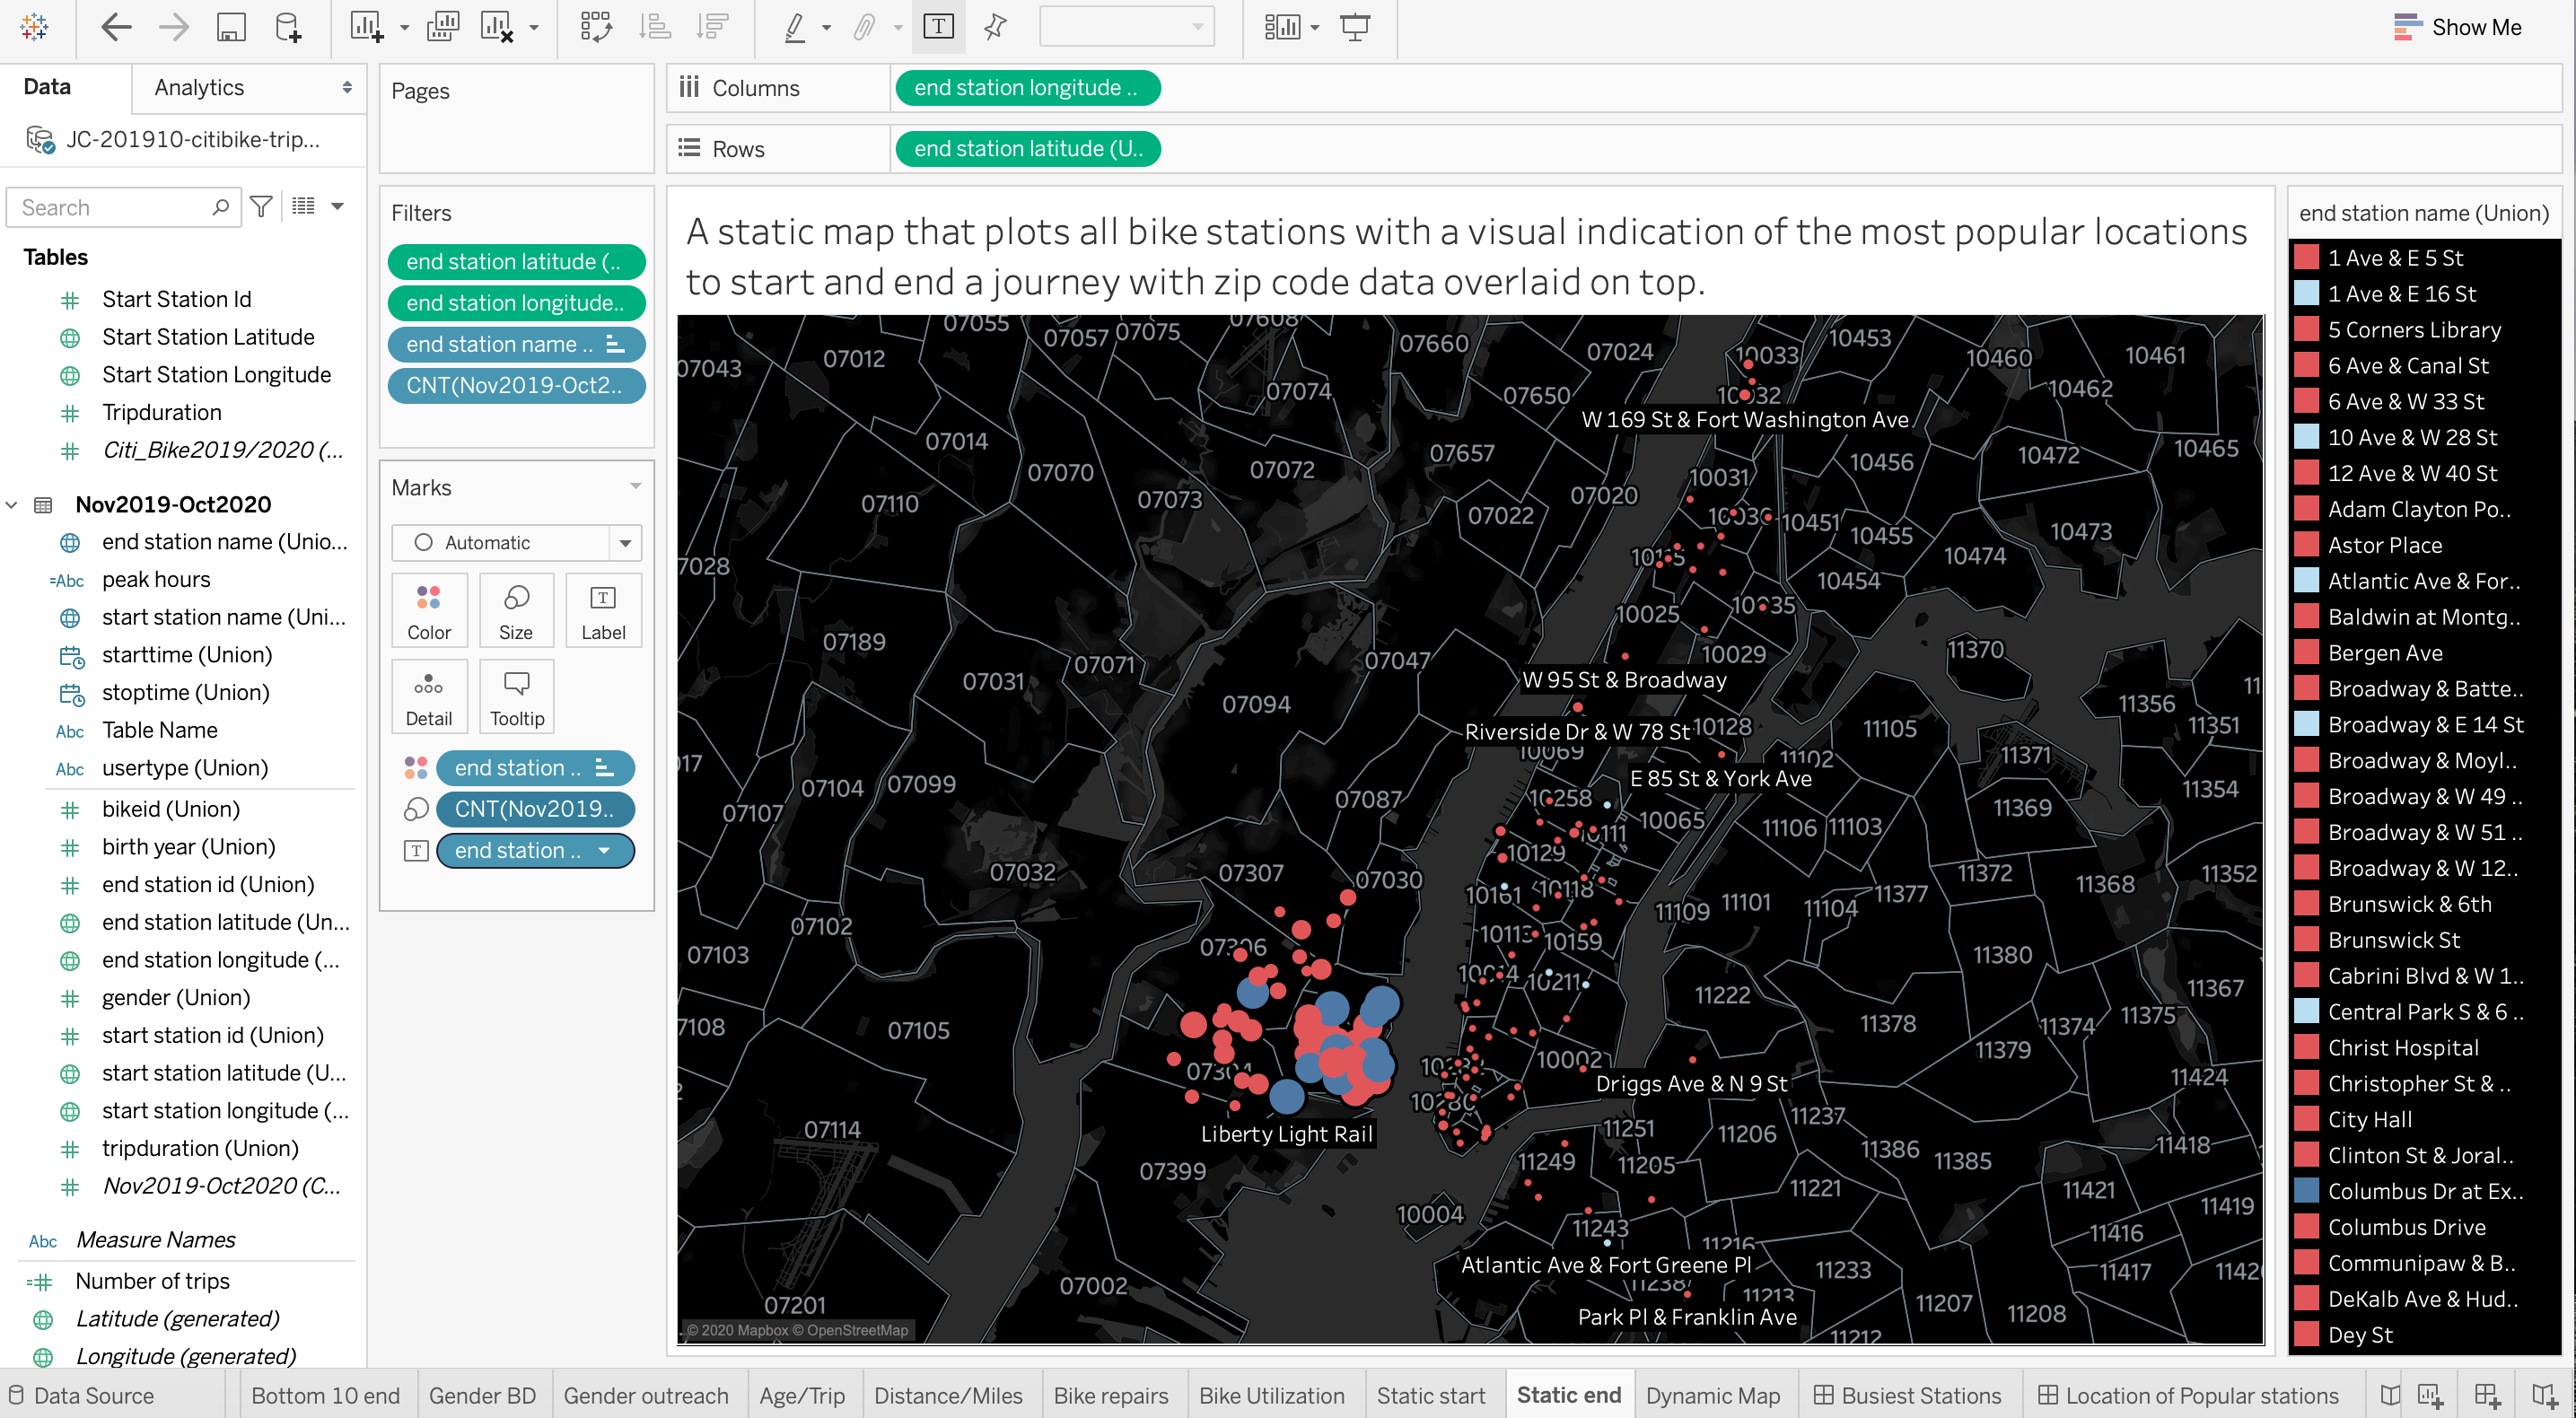 Show Me
Data
Analytics
JC-201910-citibike-trip...
Search
Tables
Start Station Id
Start Station Latitude
Start Station Longitude
Tripduration
Citi_Bike2019/2020 (...
Nov2019-Oct2020
end station name (Unio...
=Abc peak hours
start station name (Uni...
starttime (Union)
stoptime (Union)
Abc Table Name
Abc usertype (Union)
bikeid (Union)
birth year (Union)
end station id (Union)
end station latitude (Un...
end station longitude (...
gender (Union)
start station id (Union)
start station latitude (U...
start station longitude (...
tripduration (Union)
Nov2019-Oct2020 (C...
Abc Measure Names
Number of trips
Latitude (generated)
Longitude (generated)
Pages
Filters
end station latitude (..
end station longitude..
end station name ..
CNT(Nov2019-Oct2..
Marks
Automatic
Color
Size
Label
Detail
Tooltip
end station ..
CNT(Nov2019..
end station ..
Columns
end station longitude ..
Rows
end station latitude (U..
A static map that plots all bike stations with a visual indication of the most popular locations
to start and end a journey with zip code data overlaid on top.
07055
07057
07075
07608
07660
07024
10033
10453
10460
10461
07043
07012
07074
07650
10462
W 169 St & Fort Washington Ave
07014
07070
07072
07657
10456
10472
10465
07110
07073
07022
07020
10031
10451
10455
10473
7028
10474
10454
07189
10025
10035
07071
07047
10029
11370
07031
W 95 St & Broadway
07094
11356
Riverside Dr & W 78 St
10128
11105
11351
10069
11102
11371
E 85 St & York Ave
07104
07099
07087
10258
11369
11354
07107
10065
11106
11103
07032
07307
07030
10129
11372
11368
11352
10161
10118
11109
11101
11104
11377
07102
07103
07306
10113
10159
11380
10014
10211
11222
11367
7108
07105
11378
11374
11375
07304
10002
11379
Driggs Ave & N 9 St
11424
10280
07114
Liberty Light Rail
11251
11237
11206
11386
11418
07399
11249
11205
11385
11221
11421
11419
10004
11243
11216
11416
Atlantic Ave & Fort Greene Pl
11233
11417
07002
11238
11213
07201
11207
11208
Park Pl & Franklin Ave
11212
© 2020 Mapbox © OpenStreetMap
end station name (Union)
1 Ave & E 5 St
1 Ave & E 16 St
5 Corners Library
6 Ave & Canal St
6 Ave & W 33 St
10 Ave & W 28 St
12 Ave & W 40 St
Adam Clayton Po..
Astor Place
Atlantic Ave & For..
Baldwin at Montg..
Bergen Ave
Broadway & Batte..
Broadway & E 14 St
Broadway & Moyl..
Broadway & W 49 ..
Broadway & W 51 ..
Broadway & W 12..
Brunswick & 6th
Brunswick St
Cabrini Blvd & W 1..
Central Park S & 6 ..
Christ Hospital
Christopher St & ..
City Hall
Clinton St & Joral..
Columbus Dr at Ex..
Columbus Drive
Communipaw & B..
DeKalb Ave & Hud..
Dey St
Data Source
Bottom 10 end
Gender BD
Gender outreach
Age/Trip
Distance/Miles
Bike repairs
Bike Utilization
Static start
Static end
Dynamic Map
Busiest Stations
Location of Popular stations